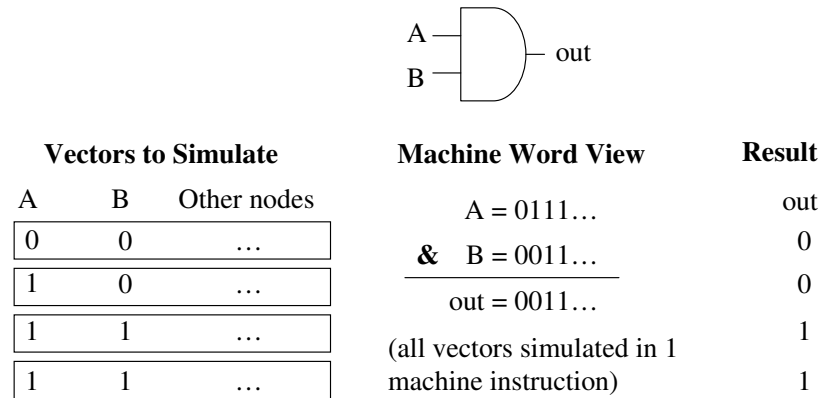 A
out
B
Vectors to Simulate
A B Other nodes
0 0 …
1 0 …
1 1 …
1 1 …
Machine Word View
A = 0111…
& B = 0011…
out = 0011…
(all vectors simulated in 1
machine instruction)
Result
out
0
0
1
1